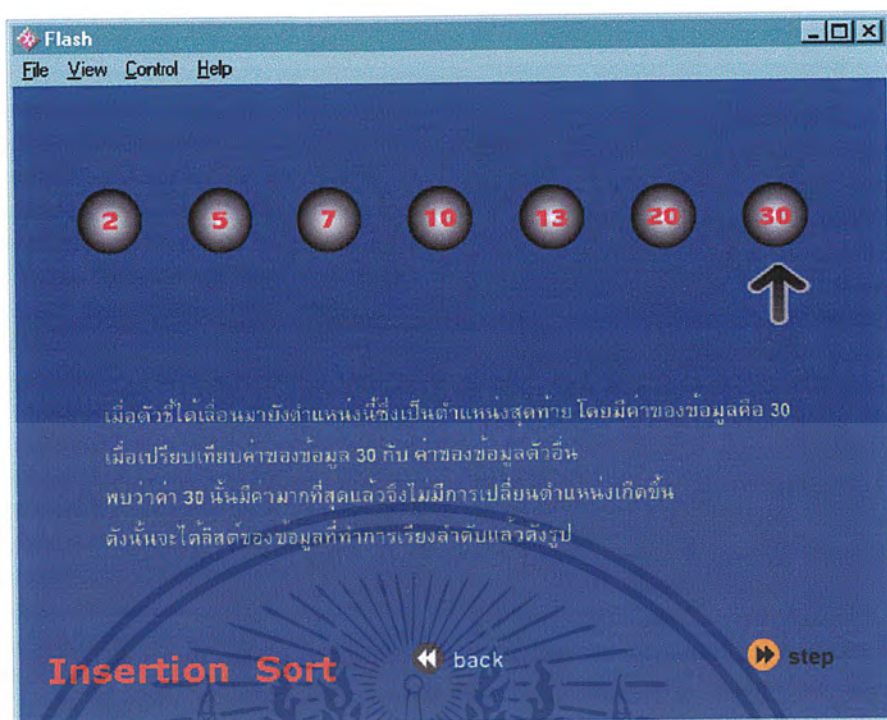 Flash
File View Control Help
2 5 7 10 13 20 30
เมื่อตัวชี้ได้เลื่อนมายังตำแหน่งนี้ซึ่งเป็นตำแหน่งสุดท้าย โดยมีค่าของข้อมูลคือ 30
เมื่อเปรียบเทียบค่าของข้อมูล 30 กับ ค่าของข้อมูลตัวอื่น
พบว่าค่า 30 นั้นมีค่ามากที่สุดแล้วจึงไม่มีการเปลี่ยนตำแหน่งเกิดขึ้น
ดังนั้นจะได้ลิสต์ของข้อมูลที่ทำการเรียงลำดับแล้วดังรูป
Insertion Sort back step